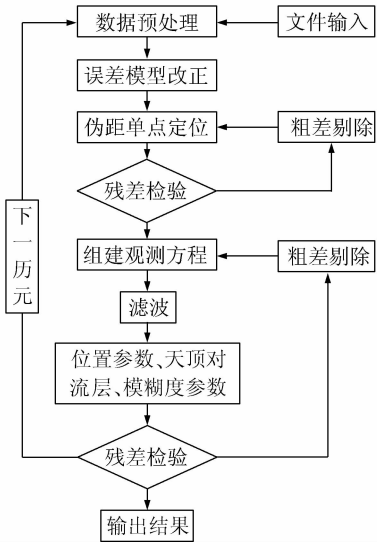 数据预处理
文件输入
误差模型改正
伪距单点定位
粗差剔除
残差检验
下一历元
组建观测方程
粗差剔除
滤波
位置参数、天顶对
流层、模糊度参数
残差检验
输出结果